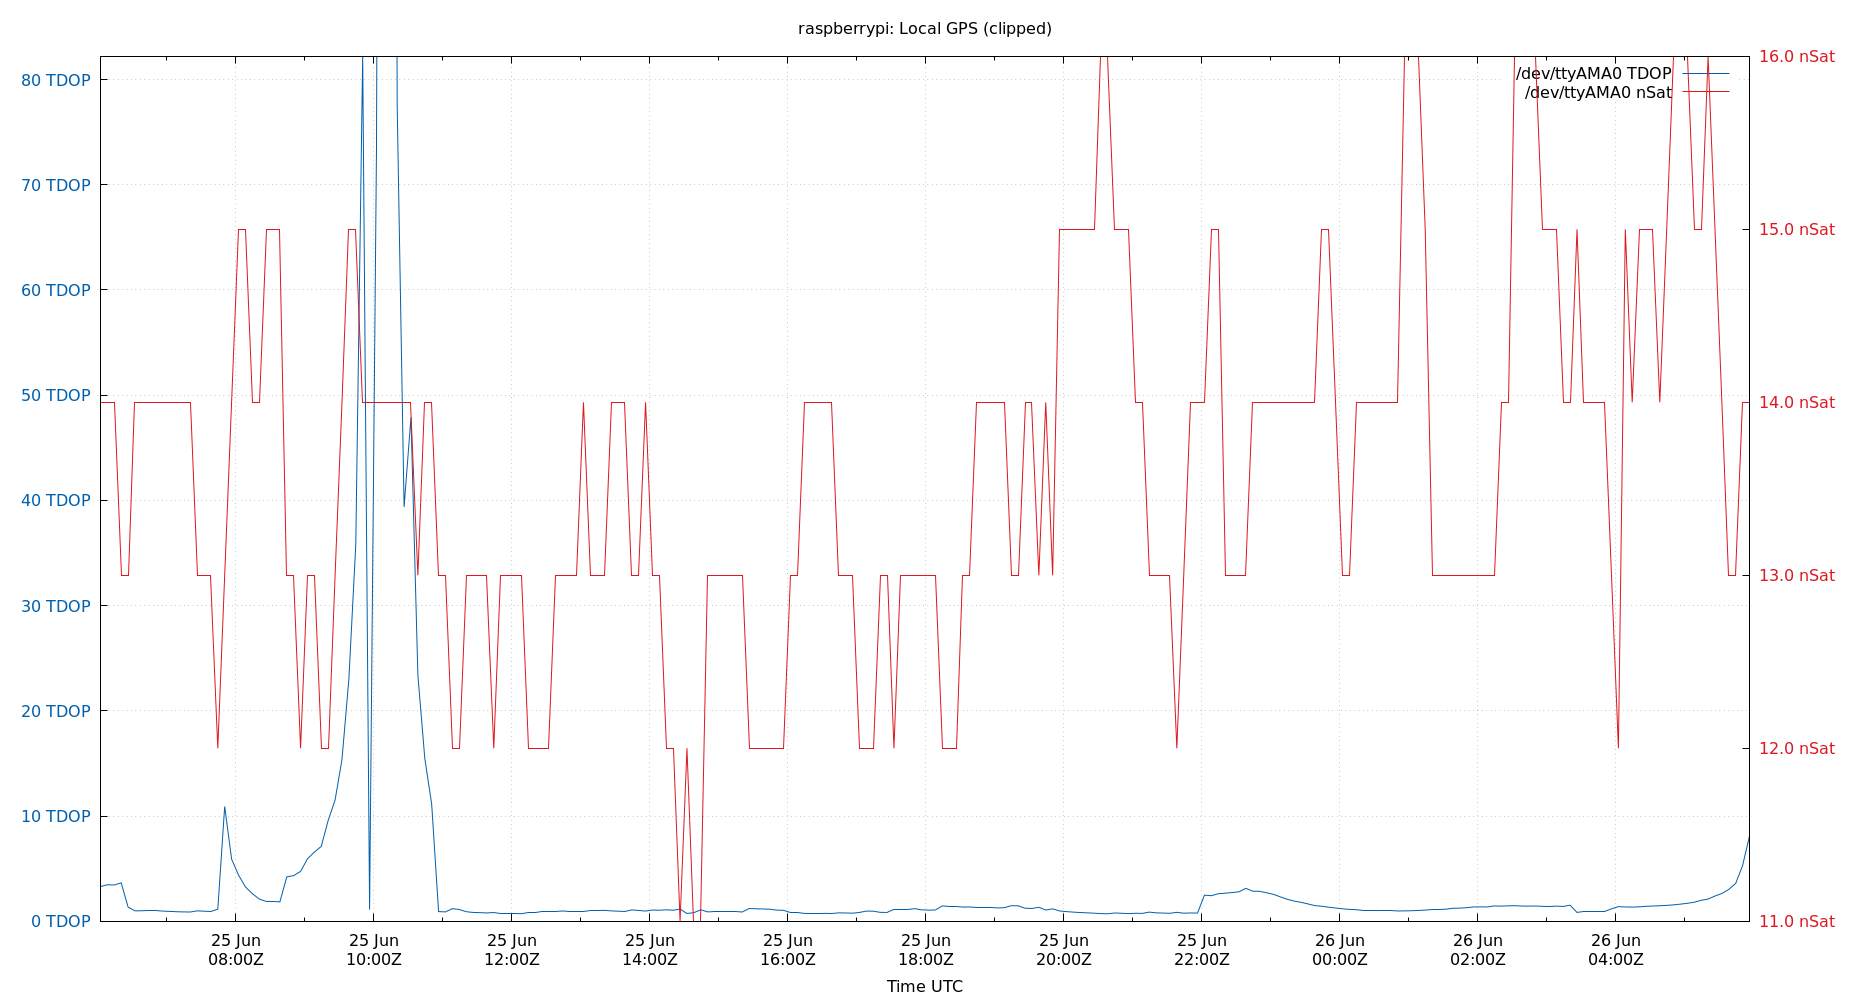 raspberrypi: Local GPS (clipped)
80 TDOP
70 TDOP
60 TDOP
50 TDOP
40 TDOP
30 TDOP
20 TDOP
10 TDOP
0 TDOP
16.0 nSat
15.0 nSat
14.0 nSat
13.0 nSat
12.0 nSat
11.0 nSat
/dev/ttyAMA0 TDOP
/dev/ttyAMA0 nSat
25 Jun
08:00Z
25 Jun
10:00Z
25 Jun
12:00Z
25 Jun
14:00Z
25 Jun
16:00Z
25 Jun
18:00Z
25 Jun
20:00Z
25 Jun
22:00Z
26 Jun
00:00Z
26 Jun
02:00Z
26 Jun
04:00Z
Time UTC